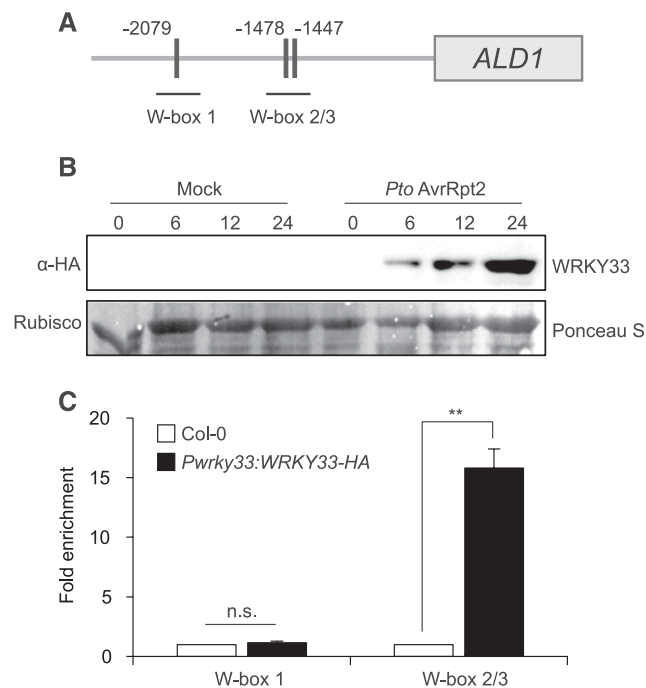 A
-2079
-1478
-1447
ALD1
W-box 1
W-box 2/3
B
Mock
Pto AvrRpt2
0 6 12 24 0 6 12 24
α-HA
WRKY33
Rubisco
Ponceau S
C
20
15
10
5
0
Fold enrichment
Col-0
Pwrky33:WRKY33-HA
n.s.
**
W-box 1
W-box 2/3